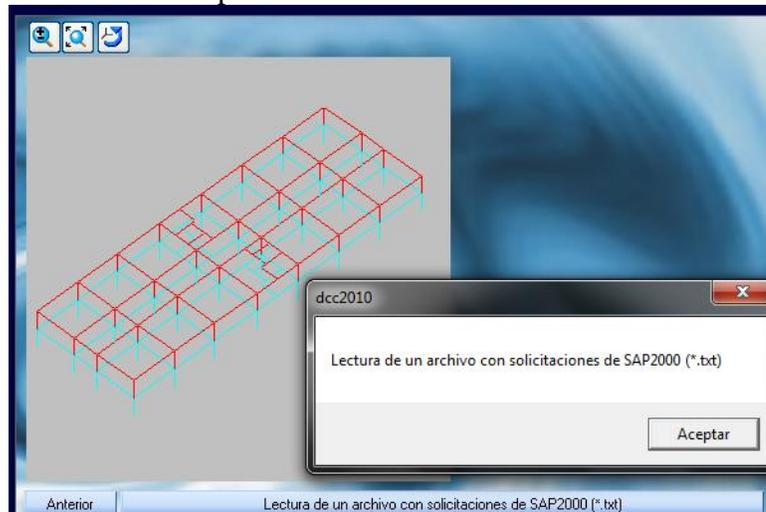 dcc2010
Lectura de un archivo con solicitaciones de SAP2000 (*.txt)
Aceptar
Anterior
Lectura de un archivo con solicitaciones de SAP2000 (*.txt)